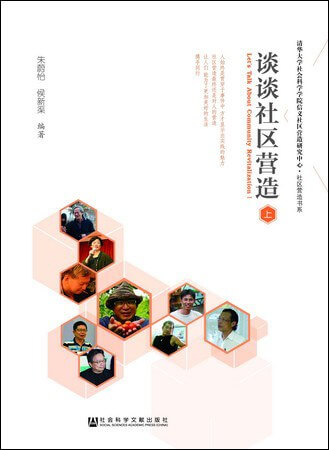 清华大学社会科学学院信义社区营造研究中心·社区营造书系
谈谈社区营造
上
Let's Talk About Community Revitalization!
朱蔚怡 侯新渠 编著
社会科学文献出版社
SOCIAL SCIENCES ACADEMIC PRESS (CHINA)